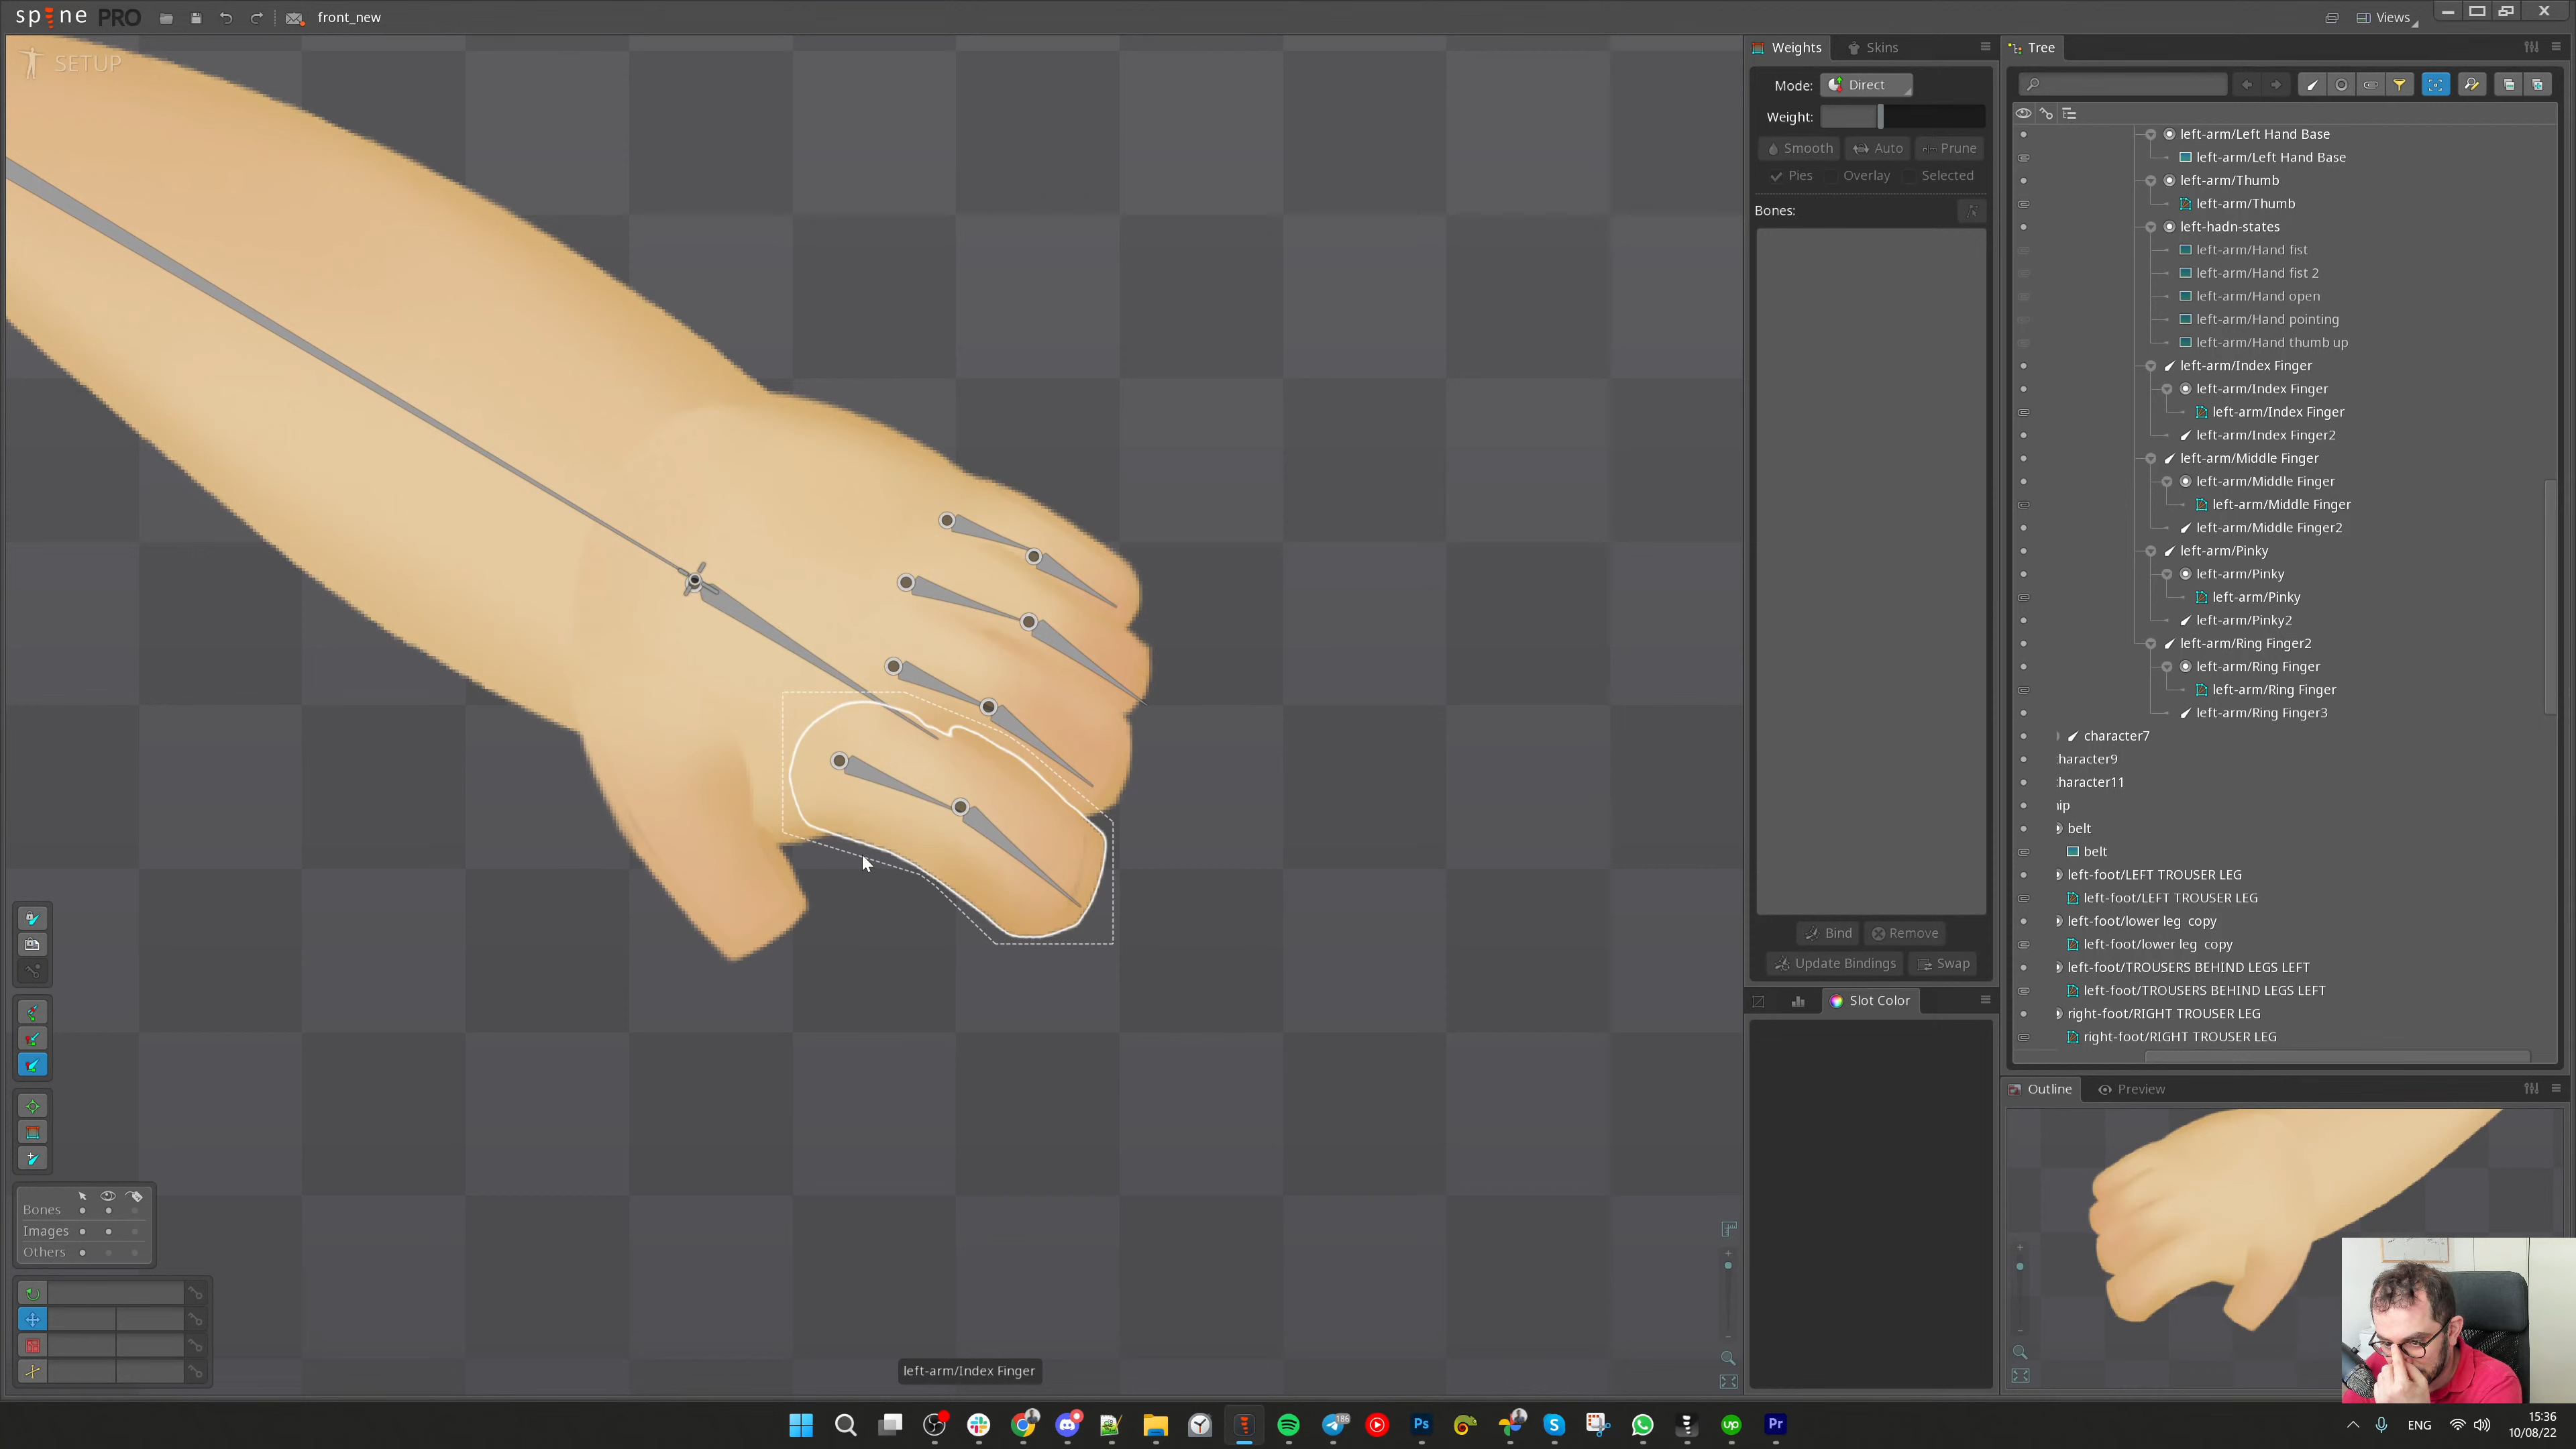 spine PRO
front_new
Views
SETUP
Weights
Skins
Mode:
Direct
Weight:
Smooth
Auto
Prune
Pies
Overlay
Selected
Bones:
Bind
Remove
Update Bindings
Swap
Slot Color
Tree
left-arm/Left Hand Base
left-arm/Left Hand Base
left-arm/Thumb
left-arm/Thumb
left-hadn-states
left-arm/Hand fist
left-arm/Hand fist 2
left-arm/Hand open
left-arm/Hand pointing
left-arm/Hand thumb up
left-arm/Index Finger
left-arm/Index Finger
left-arm/Index Finger
left-arm/Index Finger2
left-arm/Middle Finger
left-arm/Middle Finger
left-arm/Middle Finger
left-arm/Middle Finger2
left-arm/Pinky
left-arm/Pinky
left-arm/Pinky
left-arm/Pinky2
left-arm/Ring Finger2
left-arm/Ring Finger
left-arm/Ring Finger
left-arm/Ring Finger3
character7
haracter9
haracter11
belt
belt
left-foot/LEFT TROUSER LEG
left-foot/LEFT TROUSER LEG
left-foot/lower leg copy
left-foot/lower leg copy
left-foot/TROUSERS BEHIND LEGS LEFT
left-foot/TROUSERS BEHIND LEGS LEFT
right-foot/RIGHT TROUSER LEG
right-foot/RIGHT TROUSER LEG
Outline
Preview
Bones
Images
Others
left-arm/Index Finger
186
Ps
up
Pr
ENG
15:36
10/08/22